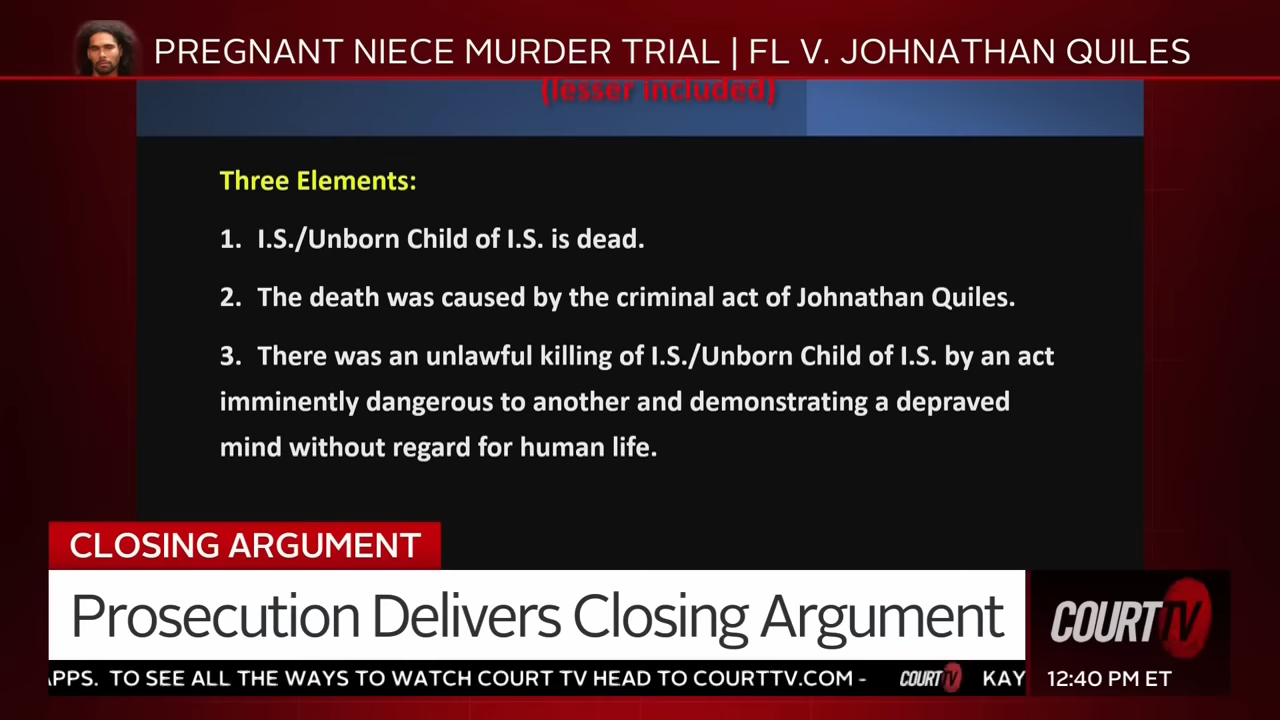 PREGNANT NIECE MURDER TRIAL | FL V. JOHNATHAN QUILES
(lesser included)
Three Elements:
1. I.S./Unborn Child of I.S. is dead.
2. The death was caused by the criminal act of Johnathan Quiles.
3. There was an unlawful killing of I.S./Unborn Child of I.S. by an act
imminently dangerous to another and demonstrating a depraved
mind without regard for human life.
CLOSING ARGUMENT
Prosecution Delivers Closing Argument
COURT TV
APPS. TO SEE ALL THE WAYS TO WATCH COURT TV HEAD TO COURTTV.COM - COURT TV KAY
12:40 PM ET